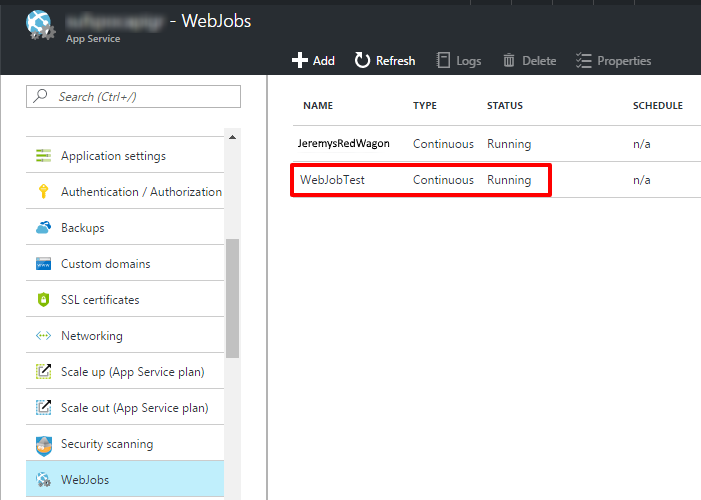 - WebJobs
App Service
Add Refresh Logs Delete Properties
Search (Ctrl+/)
Application settings
Authentication / Authorization
Backups
Custom domains
SSL certificates
Networking
Scale up (App Service plan)
Scale out (App Service plan)
Security scanning
WebJobs
NAME TYPE STATUS SCHEDULE
JeremysRedWagon Continuous Running n/a
WebJobTest Continuous Running n/a